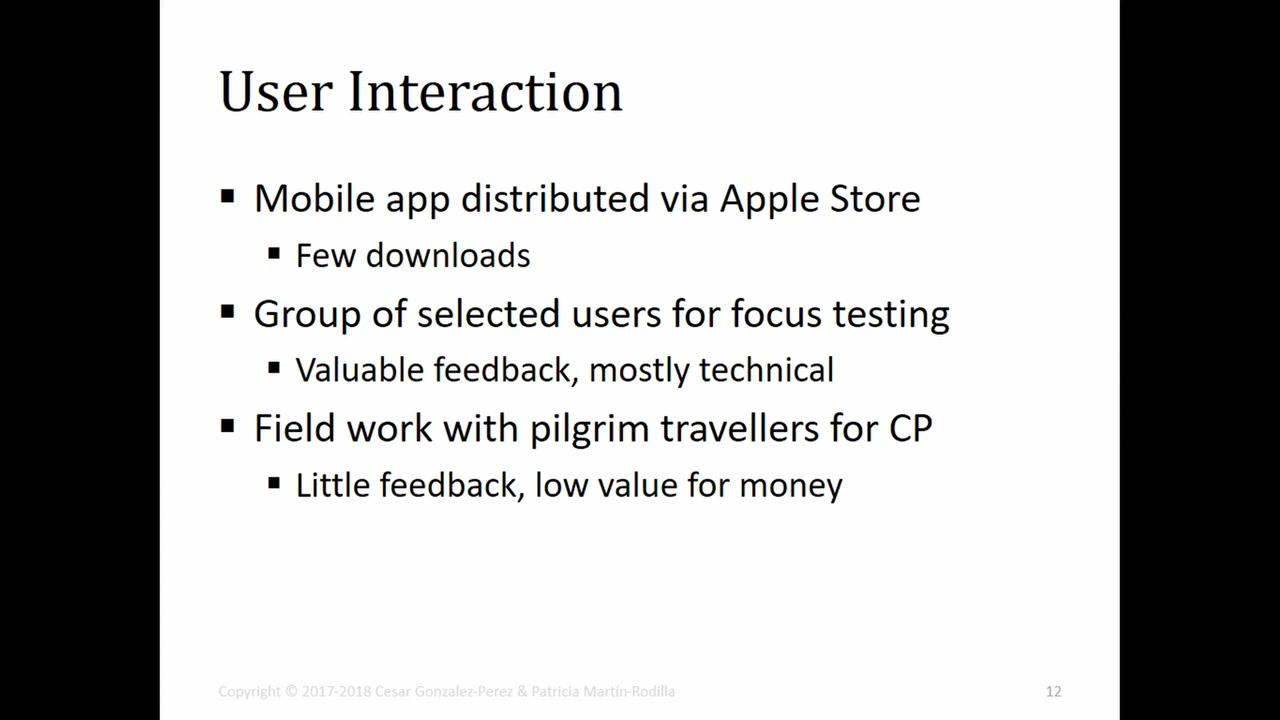 User Interaction
▪ Mobile app distributed via Apple Store
▪ Few downloads
▪ Group of selected users for focus testing
▪ Valuable feedback, mostly technical
▪ Field work with pilgrim travellers for CP
▪ Little feedback, low value for money
Copyright © 2017-2018 Cesar Gonzalez-Perez & Patricia Martín-Rodilla 12